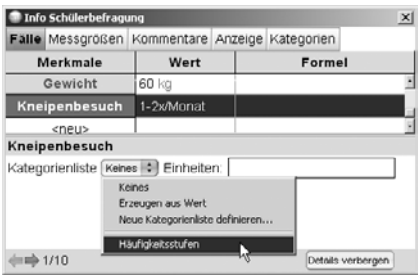 Info Schülerbefragung
Fälle Messgrößen Kommentare Anzeige Kategorien
Merkmale Wert Formel
Gewicht 60 kg
Kneipenbesuch 1-2x/Monat
<neu>
Kneipenbesuch
Kategorienliste Keines Einheiten:
Keines
Erzeugen aus Wert
Neue Kategorienliste definieren...
Häufigkeitsstufen
1/10 Details verbergen